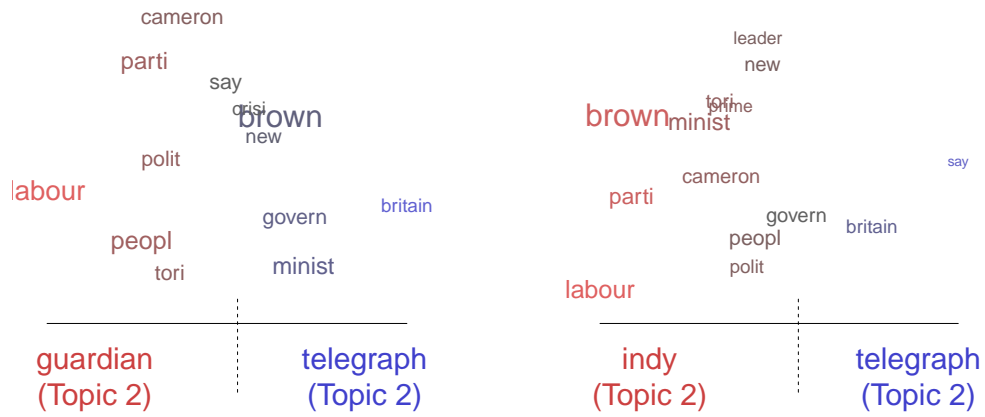 cameron
parti
say
crisi
brown
new
polit
labour
britain
govern
peopl
minist
tori
guardian
(Topic 2)
telegraph
(Topic 2)
leader
new
tori
prime
brown
minist
say
cameron
parti
govern
britain
peopl
polit
labour
indy
(Topic 2)
telegraph
(Topic 2)